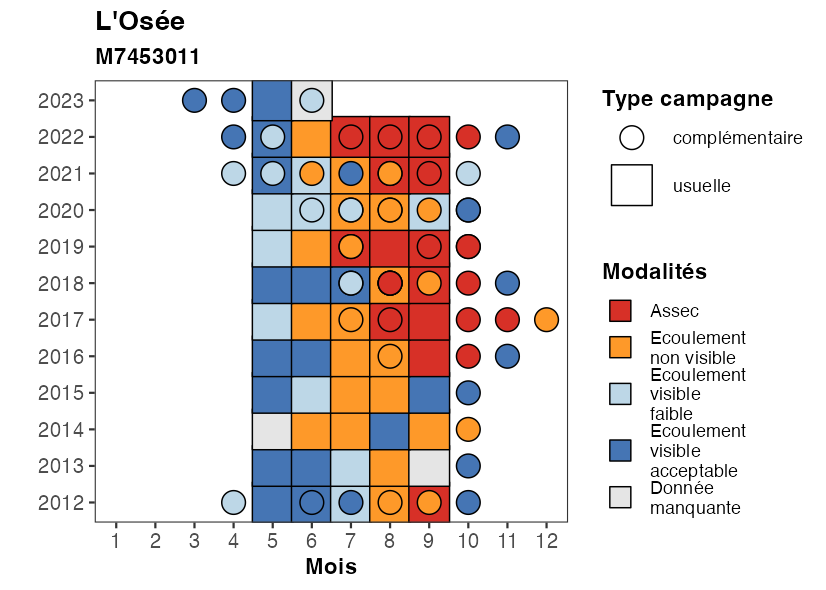 L'Osée
M7453011
2023
2022
2021
2020
2019
2018
2017
2016
2015
2014
2013
2012
1 2 3 4 5 6 7 8 9 10 11 12
Mois
Type campagne
complémentaire
usuelle
Modalités
Assec
Ecoulement
non visible
Ecoulement
visible
faible
Ecoulement
visible
acceptable
Donnée
manquante